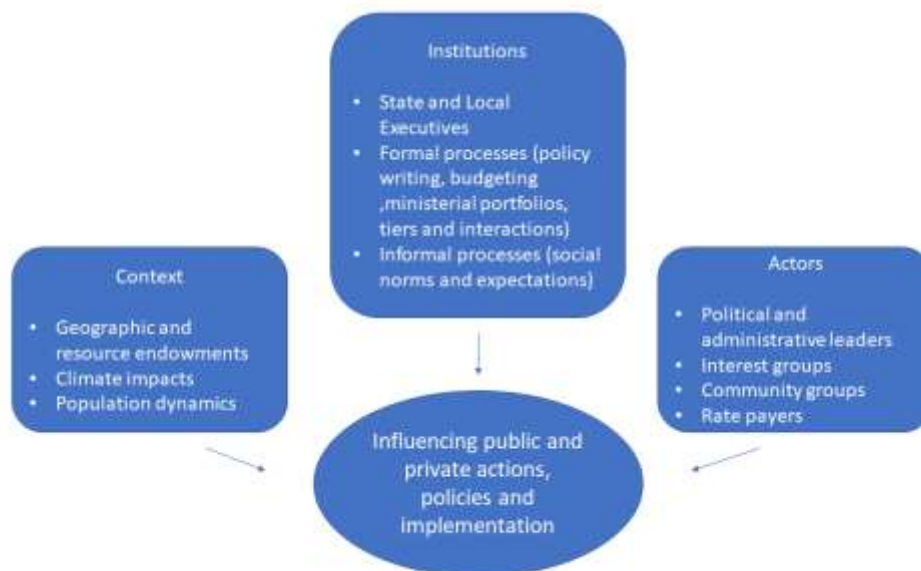 Institutions
• State and Local
Executives
• Formal processes (policy
writing, budgeting
,ministerial portfolios,
tiers and interactions)
• Informal processes (social
norms and expectations)
Context
• Geographic and
resource endowments
• Climate impacts
• Population dynamics
Actors
• Political and
administrative leaders
• Interest groups
• Community groups
• Rate payers
Influencing public and
private actions,
policies and
implementation